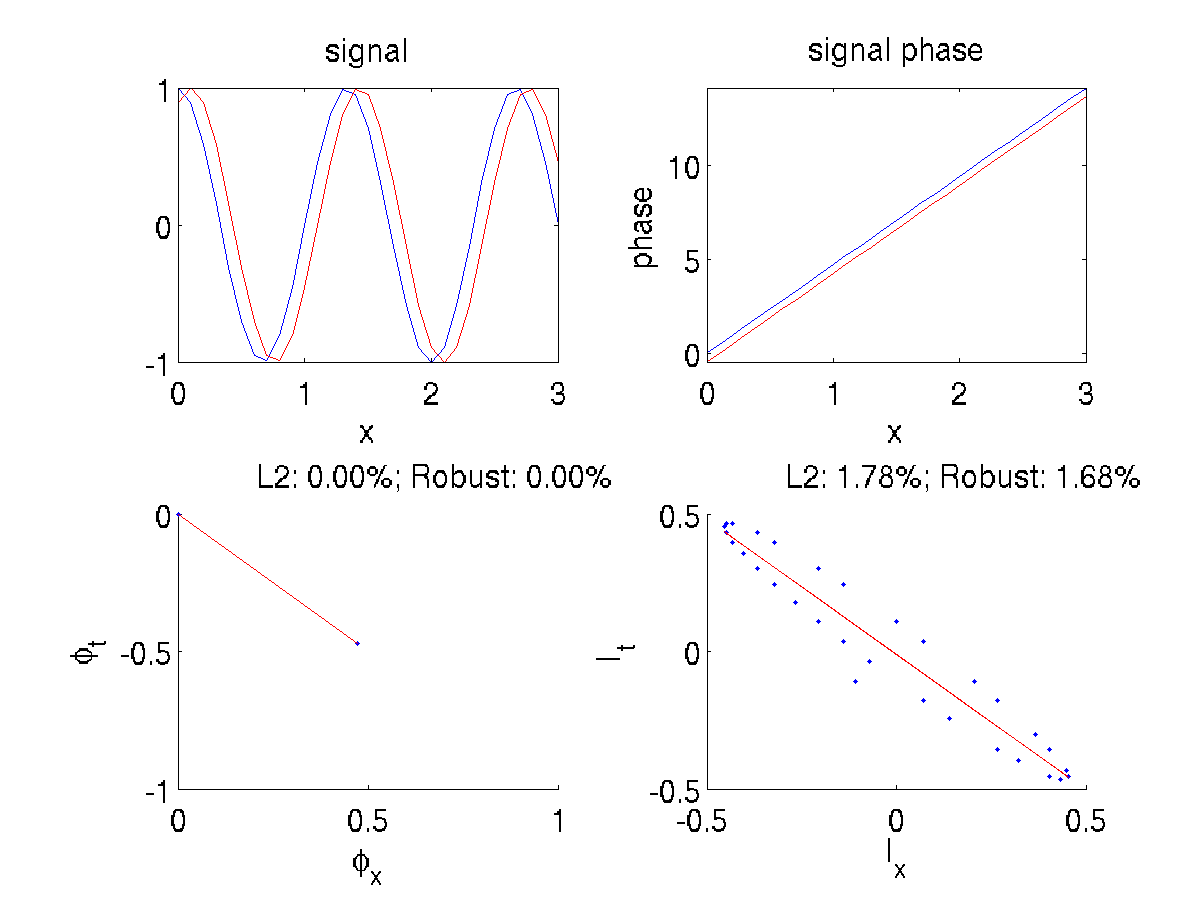 signal
1
0
-1
0 1 2 3
x
signal phase
phase
10
5
0
0 1 2 3
x
L2: 0.00%; Robust: 0.00%
0
-0.5
-1
ϕt
0 0.5 1
ϕx
L2: 1.78%; Robust: 1.68%
0.5
0
-0.5
It
-0.5 0 0.5
Ix